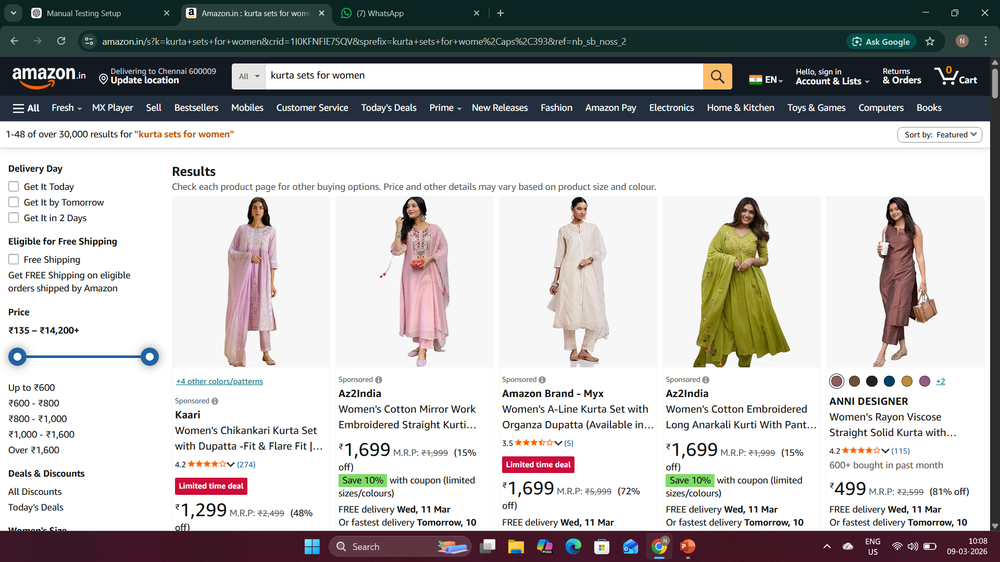 Manual Testing Setup
Amazon.in : kurta sets for wome
(7) WhatsApp
amazon.in/s?k=kurta+sets+for+women&crid=1I0KFNFIE7SQV&sprefix=kurta+sets+for+wome%2Caps%2C393&ref=nb_sb_noss_2
Ask Google
N
amazon.in
Delivering to Chennai 600009
Update location
All
kurta sets for women
EN
Hello, sign in
Account & Lists
Returns
& Orders
0
Cart
All
Fresh
MX Player
Sell
Bestsellers
Mobiles
Customer Service
Today's Deals
Prime
New Releases
Fashion
Amazon Pay
Electronics
Home & Kitchen
Toys & Games
Computers
Books
1-48 of over 30,000 results for "kurta sets for women"
Sort by: Featured
Delivery Day
Get It Today
Get It by Tomorrow
Get It in 2 Days
Eligible for Free Shipping
Free Shipping
Get FREE Shipping on eligible
orders shipped by Amazon
Price
₹135 – ₹14,200+
Up to ₹600
₹600 - ₹800
₹800 - ₹1,000
₹1,000 - ₹1,600
Over ₹1,600
Deals & Discounts
All Discounts
Today's Deals
Women's Size
Results
Check each product page for other buying options. Price and other details may vary based on product size and colour.
+4 other colors/patterns
Sponsored
Kaari
Women's Chikankari Kurta Set
with Dupatta -Fit & Flare Fit |...
4.2 (274)
Limited time deal
₹1,299 M.R.P: ₹2,499 (48%
off)
Sponsored
Az2India
Women's Cotton Mirror Work
Embroidered Straight Kurti...
₹1,699 M.R.P: ₹1,999 (15%
off)
Save 10% with coupon (limited
sizes/colours)
FREE delivery Wed, 11 Mar
Or fastest delivery Tomorrow, 10
Sponsored
Amazon Brand - Myx
Women's A-Line Kurta Set with
Organza Dupatta (Available in...
3.5 (5)
Limited time deal
₹1,699 M.R.P: ₹5,999 (72%
off)
FREE delivery Wed, 11 Mar
Sponsored
Az2India
Women's Cotton Embroidered
Long Anarkali Kurti With Pant...
₹1,699 M.R.P: ₹1,999 (15%
off)
Save 10% with coupon (limited
sizes/colours)
FREE delivery Wed, 11 Mar
Or fastest delivery Tomorrow, 10
+2
ANNI DESIGNER
Women's Rayon Viscose
Straight Solid Kurta with...
4.2 (115)
600+ bought in past month
₹499 M.R.P: ₹2,599 (81% off)
FREE delivery Wed, 11 Mar
Or fastest delivery Tomorrow, 10
Search
M365
N
P
ENG
US
10:08
09-03-2026